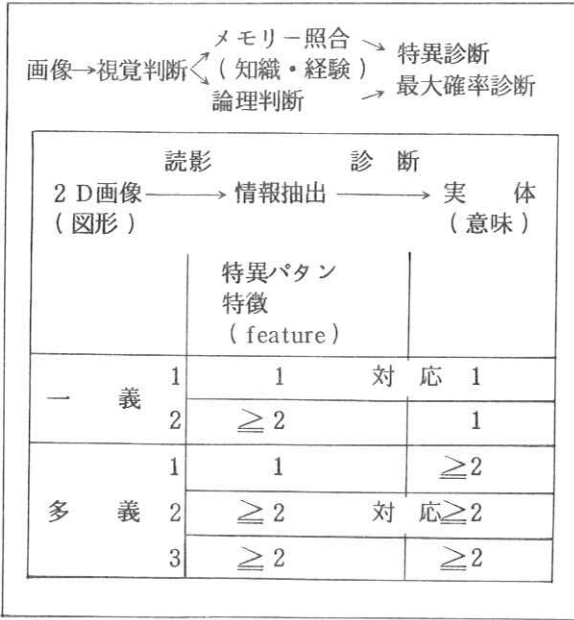 メモリー照合
画像→視覚判断 (知識・経験) 特異診断
論理判断 最大確率診断
読影 診 断
2 D画像 → 情報抽出 → 実 体
(図形) (意味)
特異パタン
特徴
(feature)
一 義 1 1 対 応 1
2 ≧2 1
多 義 1 1 ≧2
2 ≧2 対 応≧2
3 ≧2 ≧2